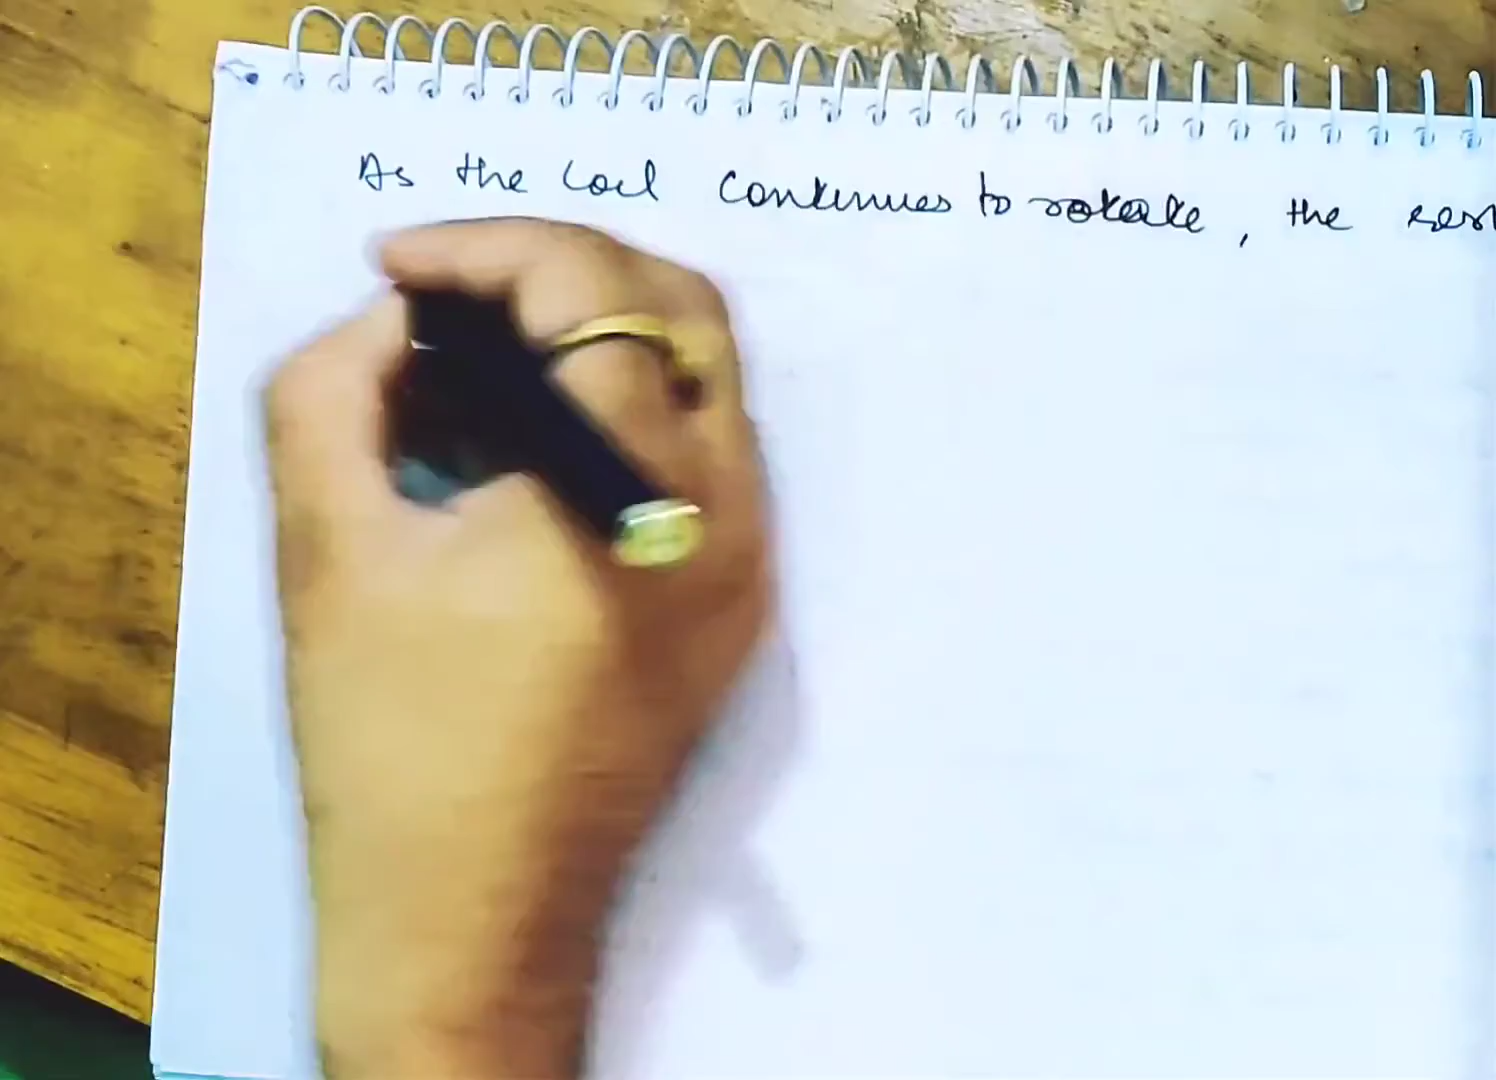 As the coil continues to rotate, the